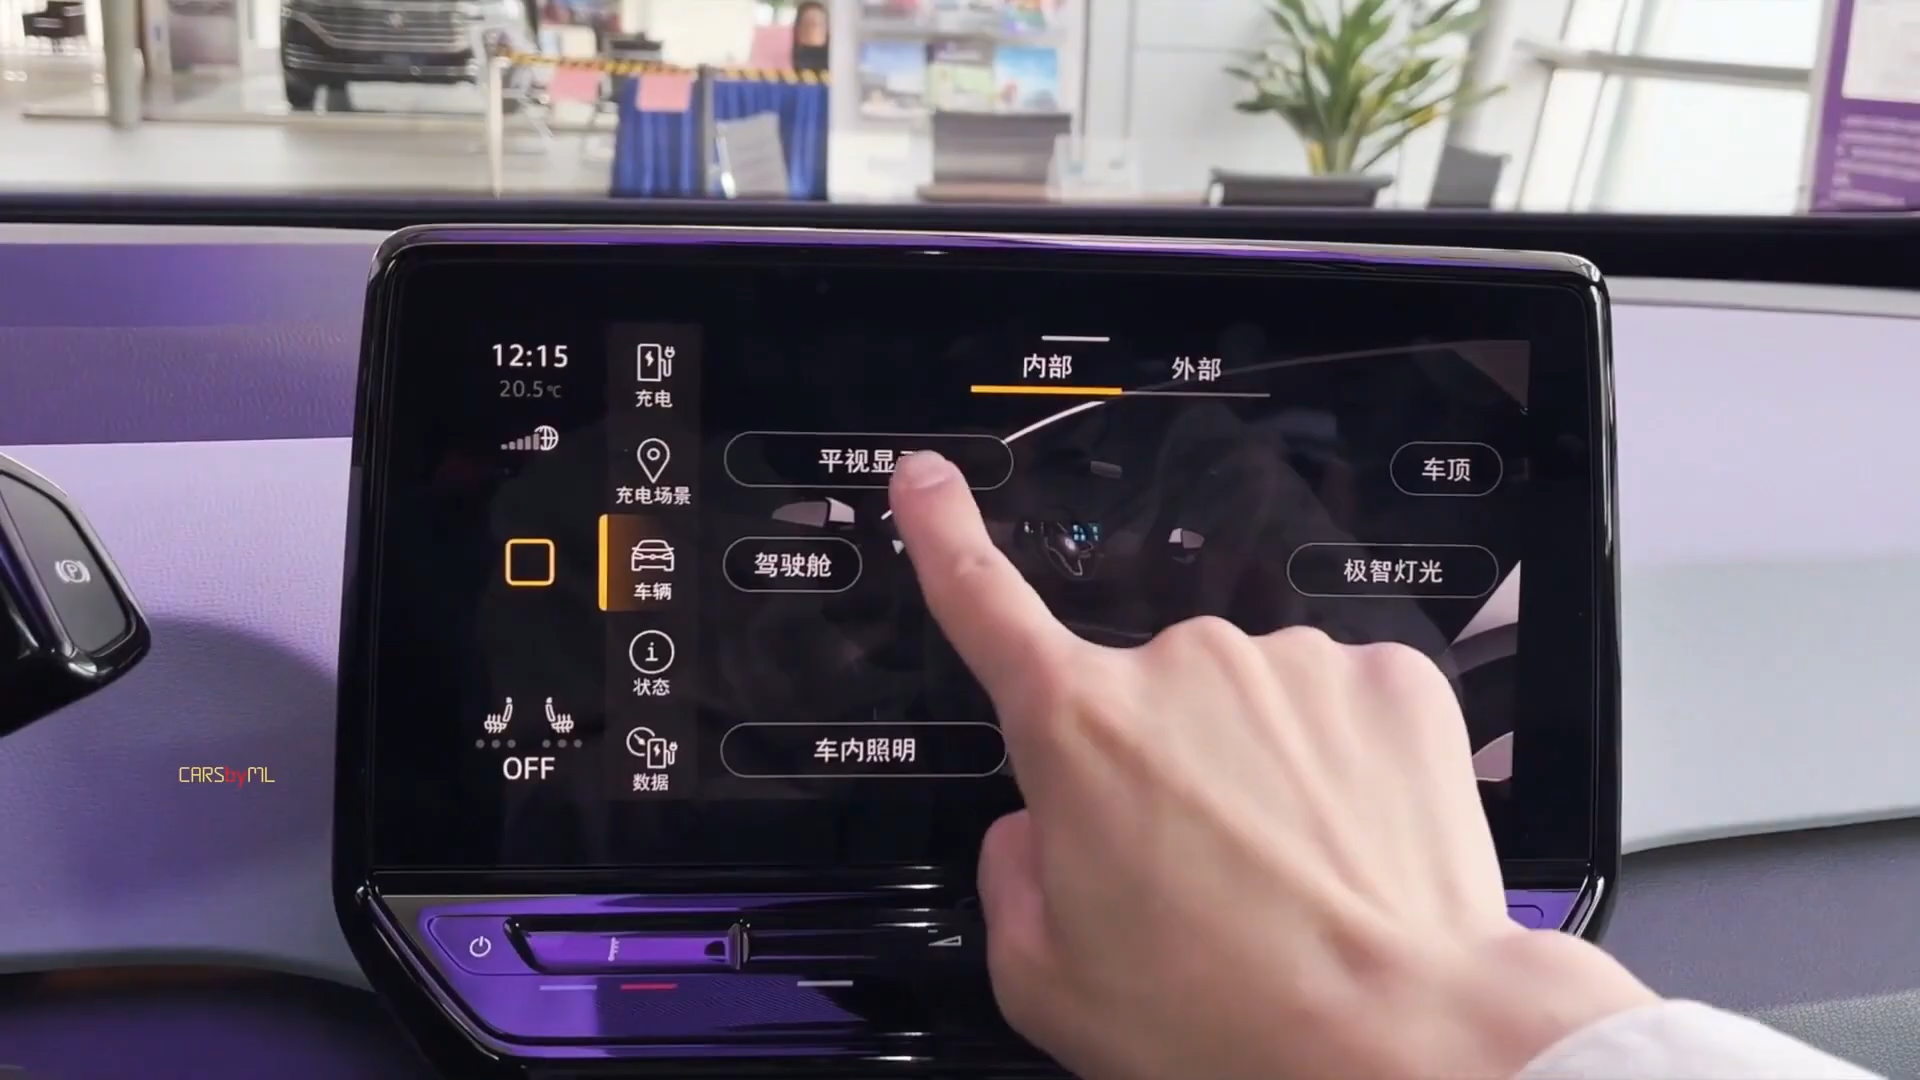 12:15
20.5°C
充电
充电场景
车辆
状态
数据
OFF
内部
外部
平视显
车顶
驾驶舱
极智灯光
车内照明
CARSbyML